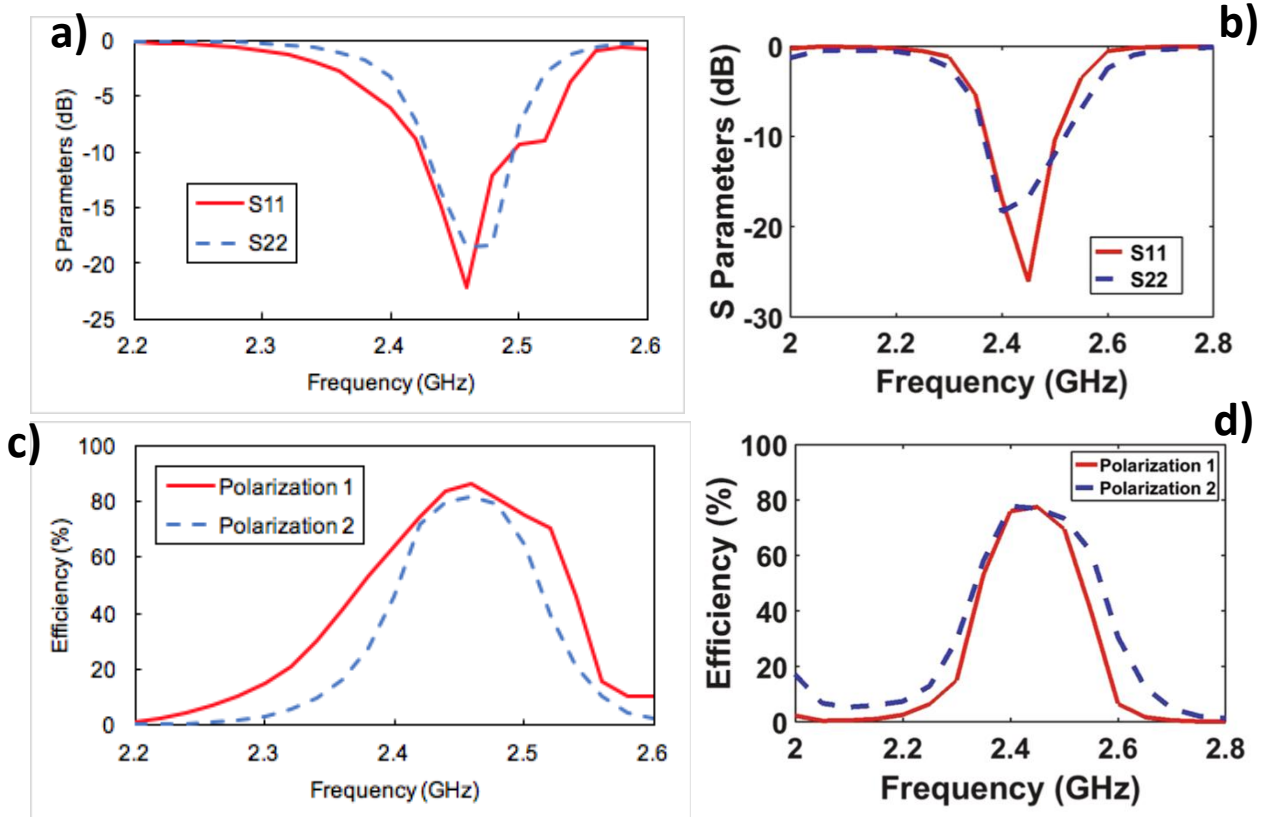 a)
S Parameters (dB)
0
-5
-10
-15
-20
-25
S11
S22
2.2 2.3 2.4 2.5 2.6
Frequency (GHz)
b)
S Parameters (dB)
0
-10
-20
-30
S11
S22
2 2.2 2.4 2.6 2.8
Frequency (GHz)
c)
Efficiency (%)
100
80
60
40
20
0
Polarization 1
Polarization 2
2.2 2.3 2.4 2.5 2.6
Frequency (GHz)
d)
Efficiency (%)
100
80
60
40
20
0
Polarization 1
Polarization 2
2 2.2 2.4 2.6 2.8
Frequency (GHz)